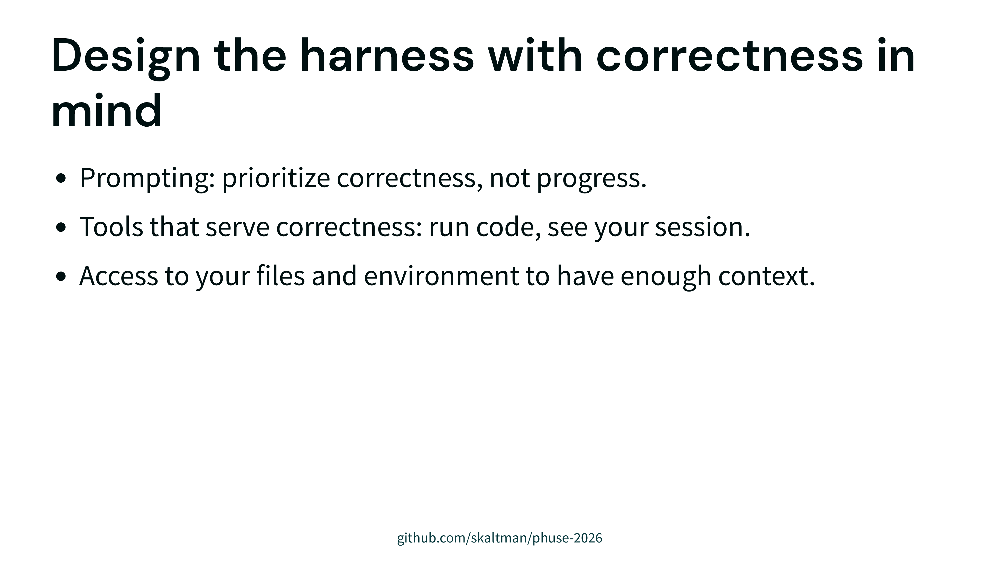 Design the harness with correctness in
mind
• Prompting: prioritize correctness, not progress.
• Tools that serve correctness: run code, see your session.
• Access to your files and environment to have enough context.
github.com/skaltman/phuse-2026